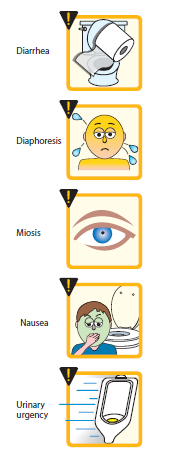 Diarrhea
Diaphoresis
Miosis
Nausea
Urinary
urgency